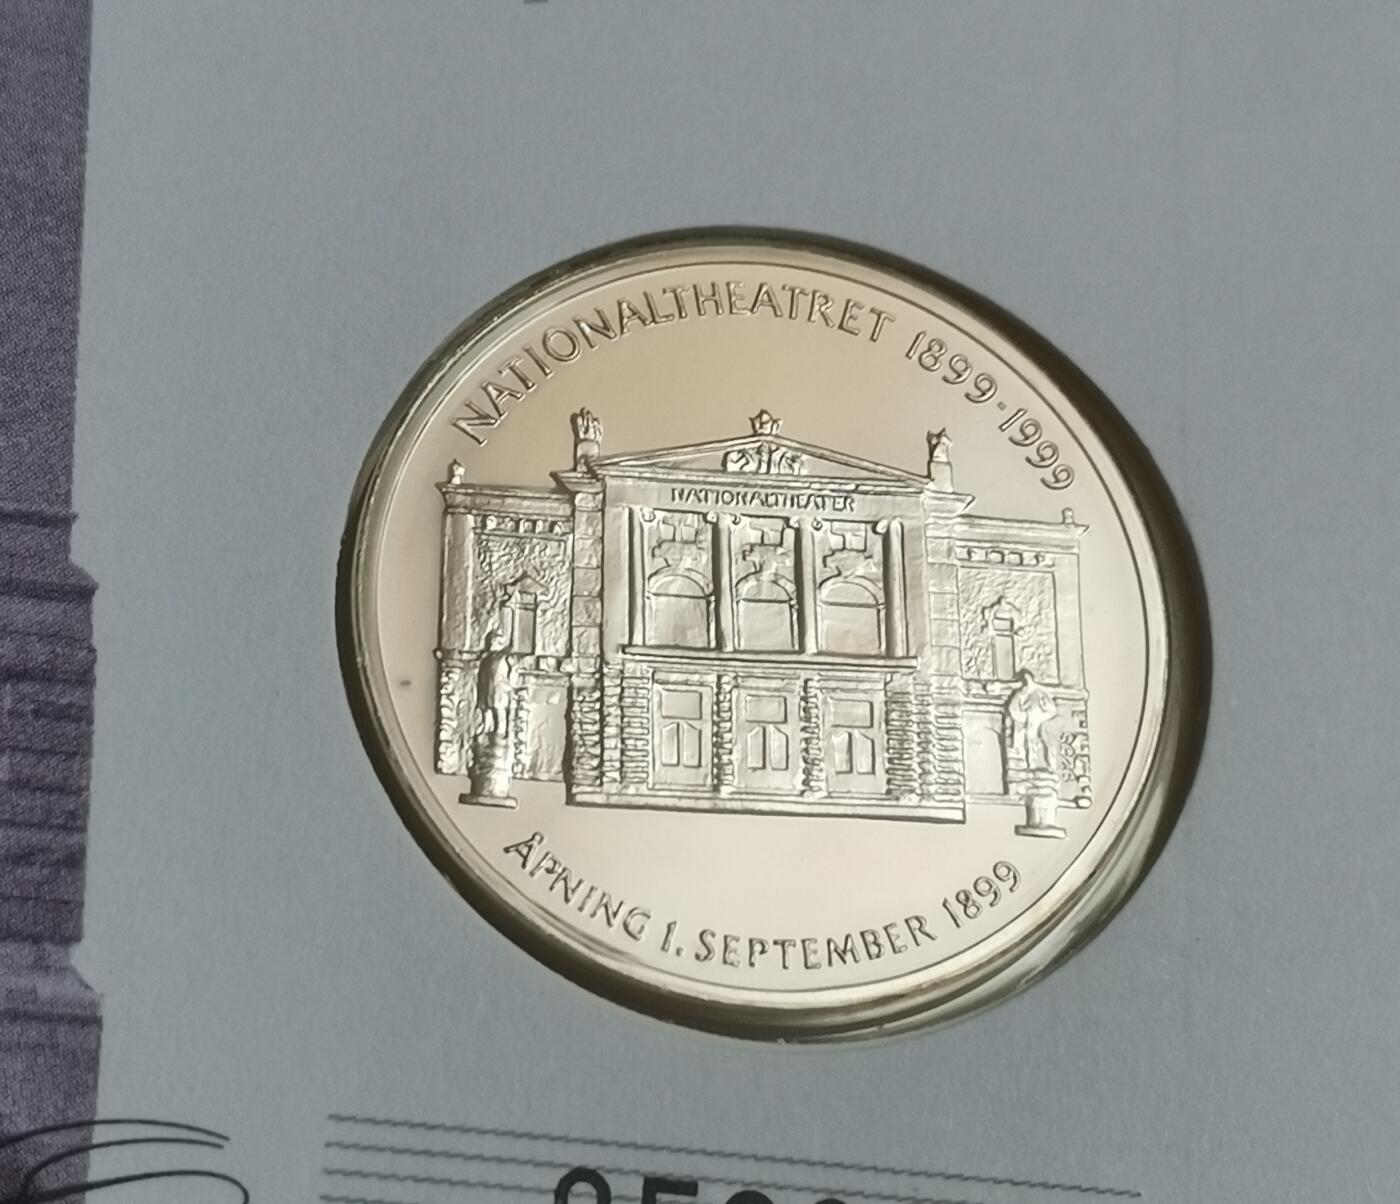 NATIONALTHEATRET 1899-1999
NATIONALTHEATER
ÅPNING 1. SEPTEMBER 1899